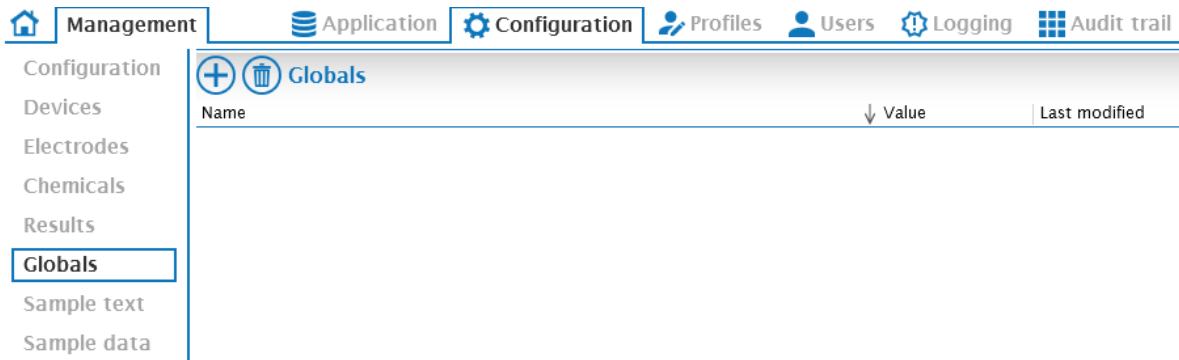 Management Application Configuration Profiles Users Logging Audit trail
Configuration
Devices
Electrodes
Chemicals
Results
Globals
Sample text
Sample data
Globals
Name Value Last modified